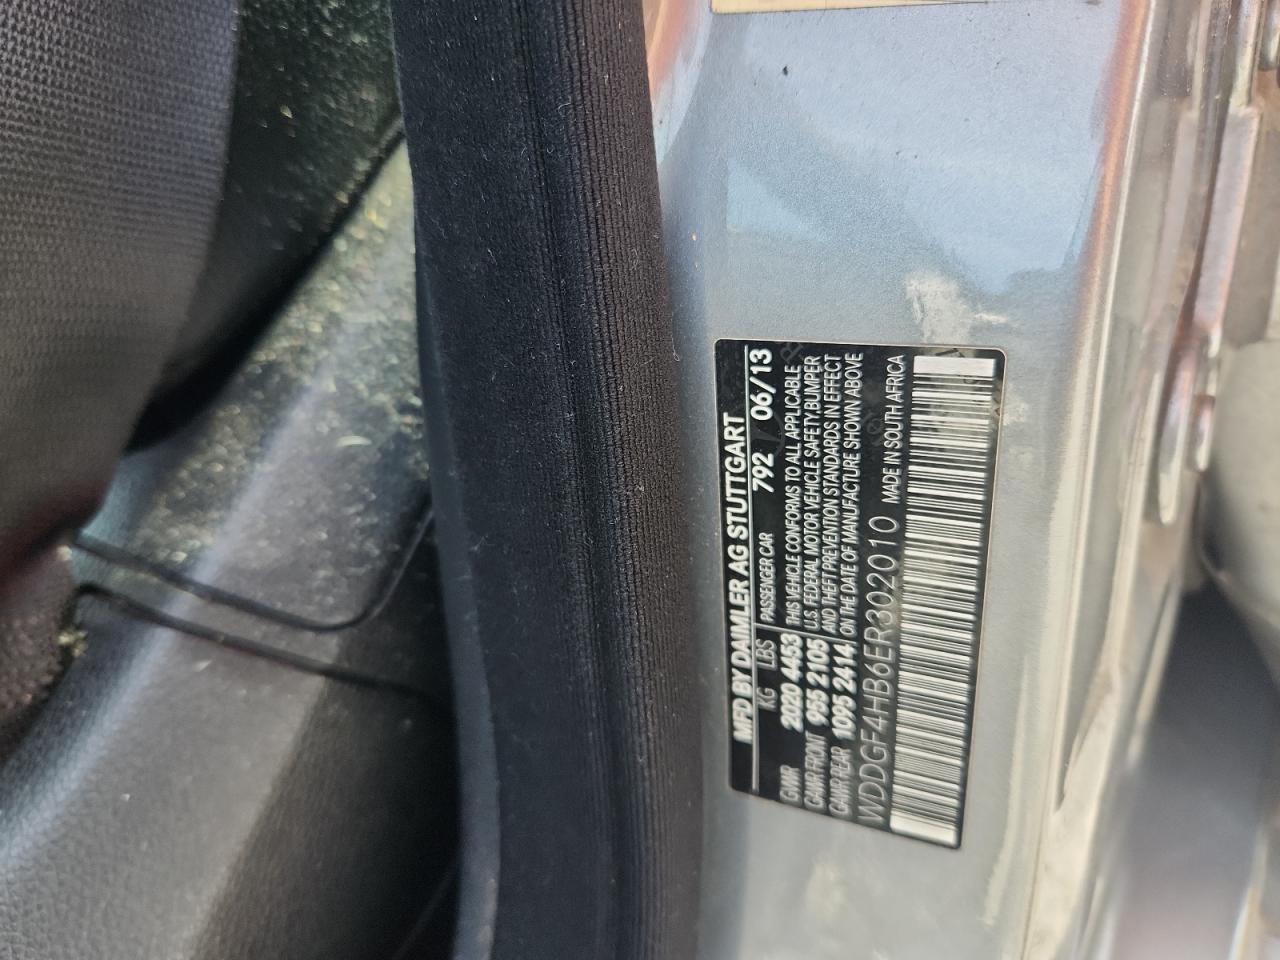 MFD BY DAIMLER AG STUTTGART
KG LBS PASSENGER CAR 792 06/13
GVWR 2020 4453 THIS VEHICLE CONFORMS TO ALL APPLICABLE
GAWR FRONT 955 2105 U.S. FEDERAL MOTOR VEHICLE SAFETY,BUMPER
AND THEFT PREVENTION STANDARDS IN EFFECT
GAWR REAR 1095 2414 ON THE DATE OF MANUFACTURE SHOWN ABOVE
WDDGF4HB6ER302010 MADE IN SOUTH AFRICA